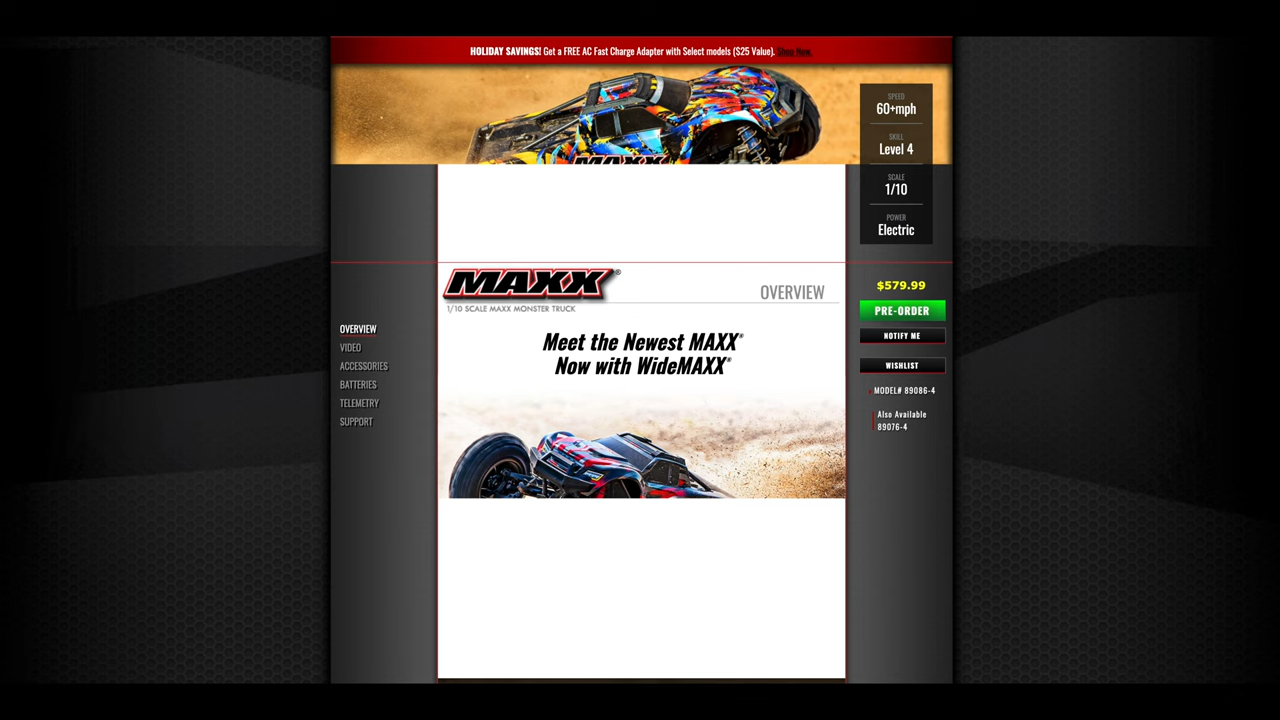 HOLIDAY SAVINGS! Get a FREE AC Fast Charge Adapter with Select models ($25 Value). Shop Now.
MAXX
SPEED
60+mph
SKILL
Level 4
SCALE
1/10
POWER
Electric
MAXX®
1/10 SCALE MAXX MONSTER TRUCK
OVERVIEW
Meet the Newest MAXX®
Now with WideMAXX®
OVERVIEW
VIDEO
ACCESSORIES
BATTERIES
TELEMETRY
SUPPORT
$579.99
PRE-ORDER
NOTIFY ME
WISHLIST
MODEL# 89086-4
Also Available
89076-4